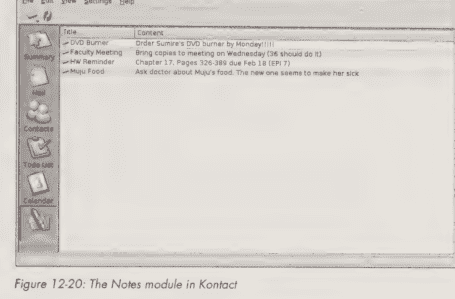 File Edit View Settings Help
Title Content
DVD Burner Order Sumire's DVD burner by Monday!!!!!
Faculty Meeting Bring copies to meeting on Wednesday (36 should do it)
HW Reminder Chapter 17, Pages 326-389 due Feb 18 (EPI 7)
Muju Food Ask doctor about Muju's food. The new one seems to make her sick
Summary
Mail
Contacts
Todo List
Calendar
Figure 12-20: The Notes module in Kontact